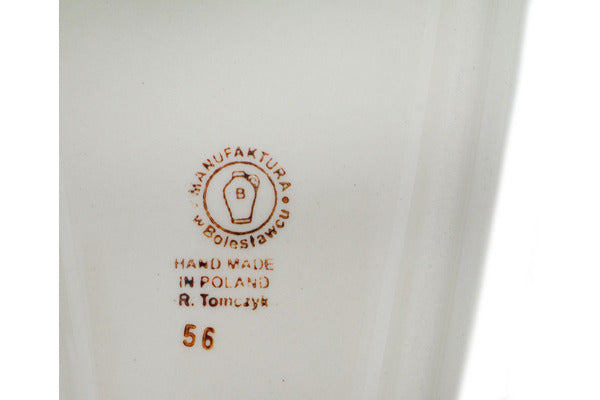 MANUFAKTURA
w Bolesławcu
B
HAND MADE
IN POLAND
R. Tomczyk
56